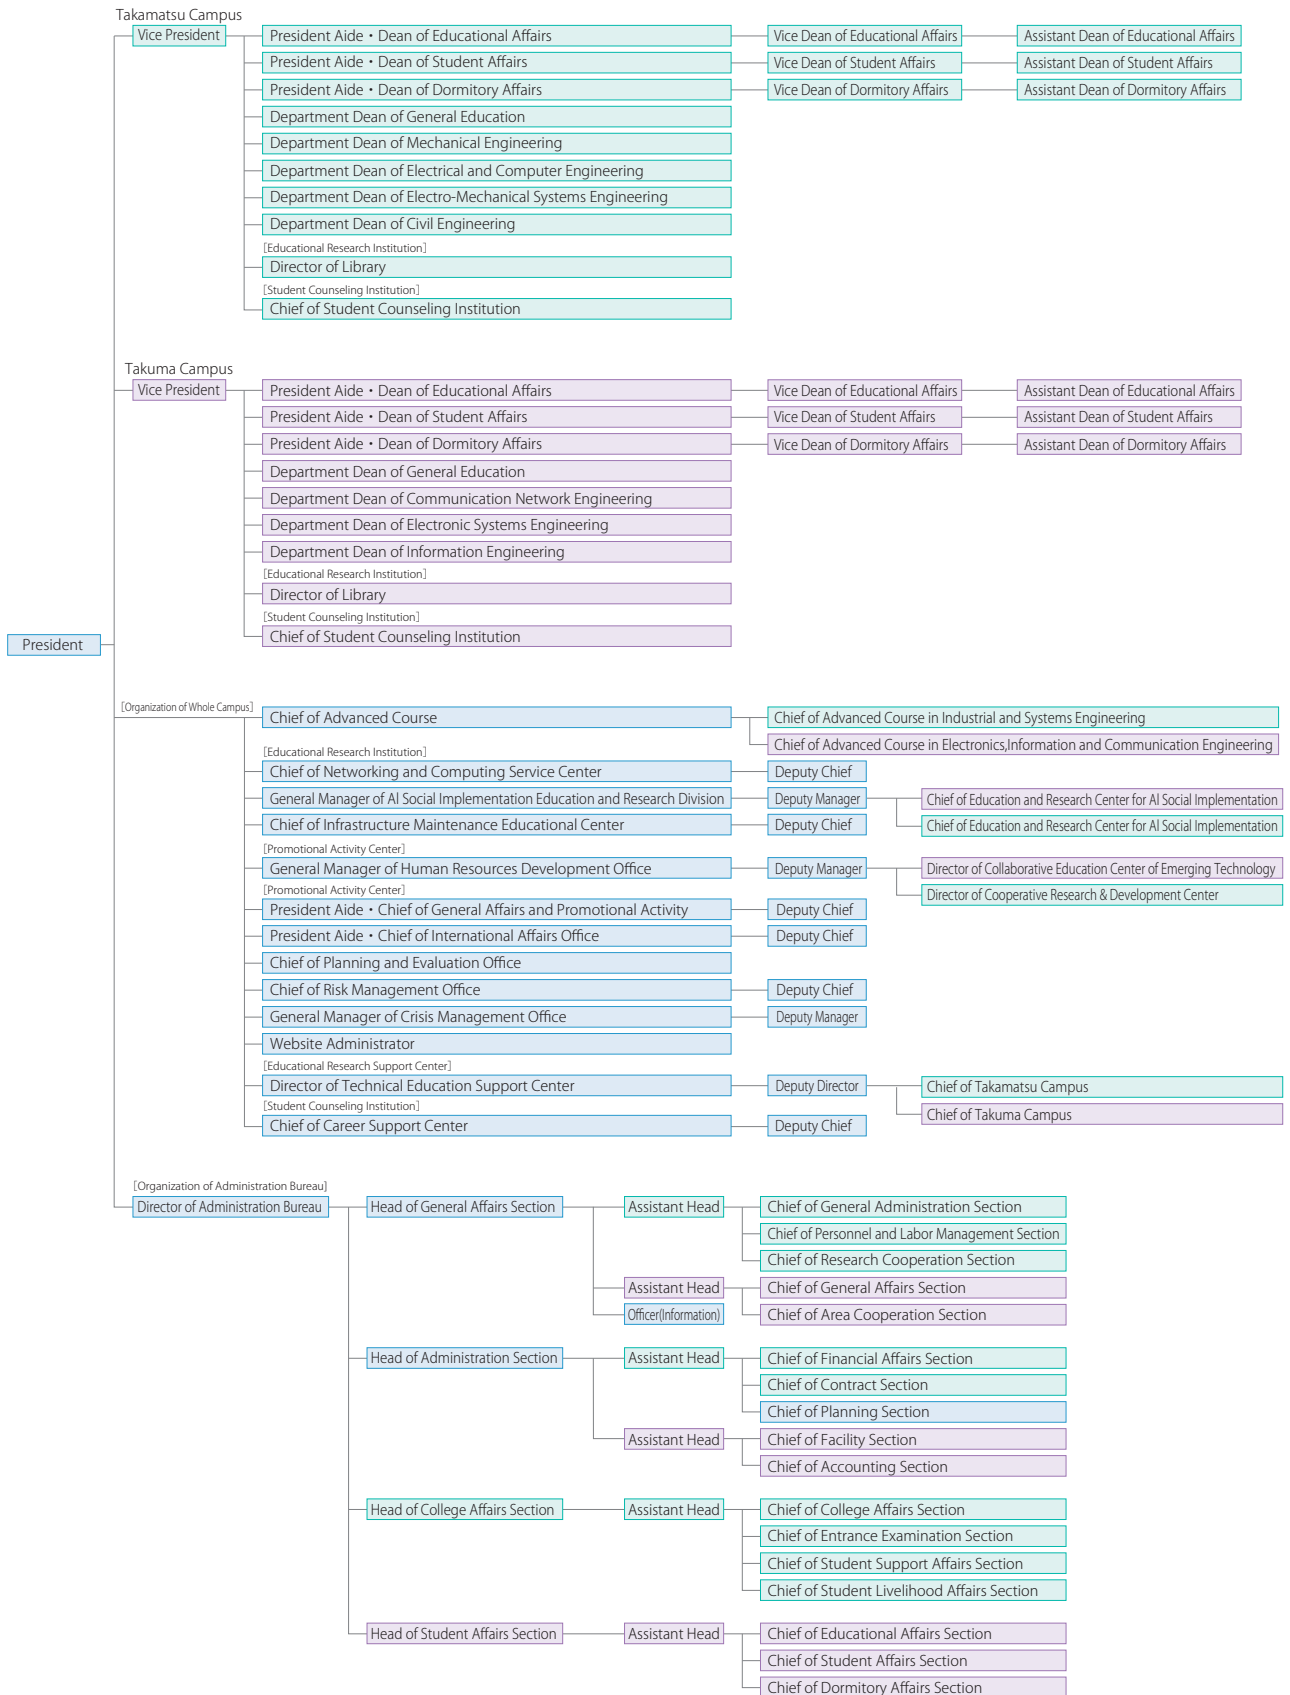 Takamatsu Campus
Vice President
President Aide・Dean of Educational Affairs
Vice Dean of Educational Affairs
Assistant Dean of Educational Affairs
President Aide・Dean of Student Affairs
Vice Dean of Student Affairs
Assistant Dean of Student Affairs
President Aide・Dean of Dormitory Affairs
Vice Dean of Dormitory Affairs
Assistant Dean of Dormitory Affairs
Department Dean of General Education
Department Dean of Mechanical Engineering
Department Dean of Electrical and Computer Engineering
Department Dean of Electro-Mechanical Systems Engineering
Department Dean of Civil Engineering
[Educational Research Institution]
Director of Library
[Student Counseling Institution]
Chief of Student Counseling Institution
Takuma Campus
Vice President
President Aide・Dean of Educational Affairs
Vice Dean of Educational Affairs
Assistant Dean of Educational Affairs
President Aide・Dean of Student Affairs
Vice Dean of Student Affairs
Assistant Dean of Student Affairs
President Aide・Dean of Dormitory Affairs
Vice Dean of Dormitory Affairs
Assistant Dean of Dormitory Affairs
Department Dean of General Education
Department Dean of Communication Network Engineering
Department Dean of Electronic Systems Engineering
Department Dean of Information Engineering
[Educational Research Institution]
Director of Library
[Student Counseling Institution]
Chief of Student Counseling Institution
President
[Organization of Whole Campus]
Chief of Advanced Course
Chief of Advanced Course in Industrial and Systems Engineering
Chief of Advanced Course in Electronics,Information and Communication Engineering
[Educational Research Institution]
Chief of Networking and Computing Service Center
Deputy Chief
General Manager of AI Social Implementation Education and Research Division
Deputy Manager
Chief of Education and Research Center for AI Social Implementation
Chief of Infrastructure Maintenance Educational Center
Deputy Chief
Chief of Education and Research Center for AI Social Implementation
[Promotional Activity Center]
General Manager of Human Resources Development Office
Deputy Manager
Director of Collaborative Education Center of Emerging Technology
[Promotional Activity Center]
Director of Cooperative Research & Development Center
President Aide・Chief of General Affairs and Promotional Activity
Deputy Chief
President Aide・Chief of International Affairs Office
Deputy Chief
Chief of Planning and Evaluation Office
Chief of Risk Management Office
Deputy Chief
General Manager of Crisis Management Office
Deputy Manager
Website Administrator
[Educational Research Support Center]
Director of Technical Education Support Center
Deputy Director
Chief of Takamatsu Campus
[Student Counseling Institution]
Chief of Takuma Campus
Chief of Career Support Center
Deputy Chief
[Organization of Administration Bureau]
Director of Administration Bureau
Head of General Affairs Section
Assistant Head
Chief of General Administration Section
Chief of Personnel and Labor Management Section
Chief of Research Cooperation Section
Assistant Head
Chief of General Affairs Section
Officer(Information)
Chief of Area Cooperation Section
Head of Administration Section
Assistant Head
Chief of Financial Affairs Section
Chief of Contract Section
Chief of Planning Section
Assistant Head
Chief of Facility Section
Chief of Accounting Section
Head of College Affairs Section
Assistant Head
Chief of College Affairs Section
Chief of Entrance Examination Section
Chief of Student Support Affairs Section
Chief of Student Livelihood Affairs Section
Head of Student Affairs Section
Assistant Head
Chief of Educational Affairs Section
Chief of Student Affairs Section
Chief of Dormitory Affairs Section